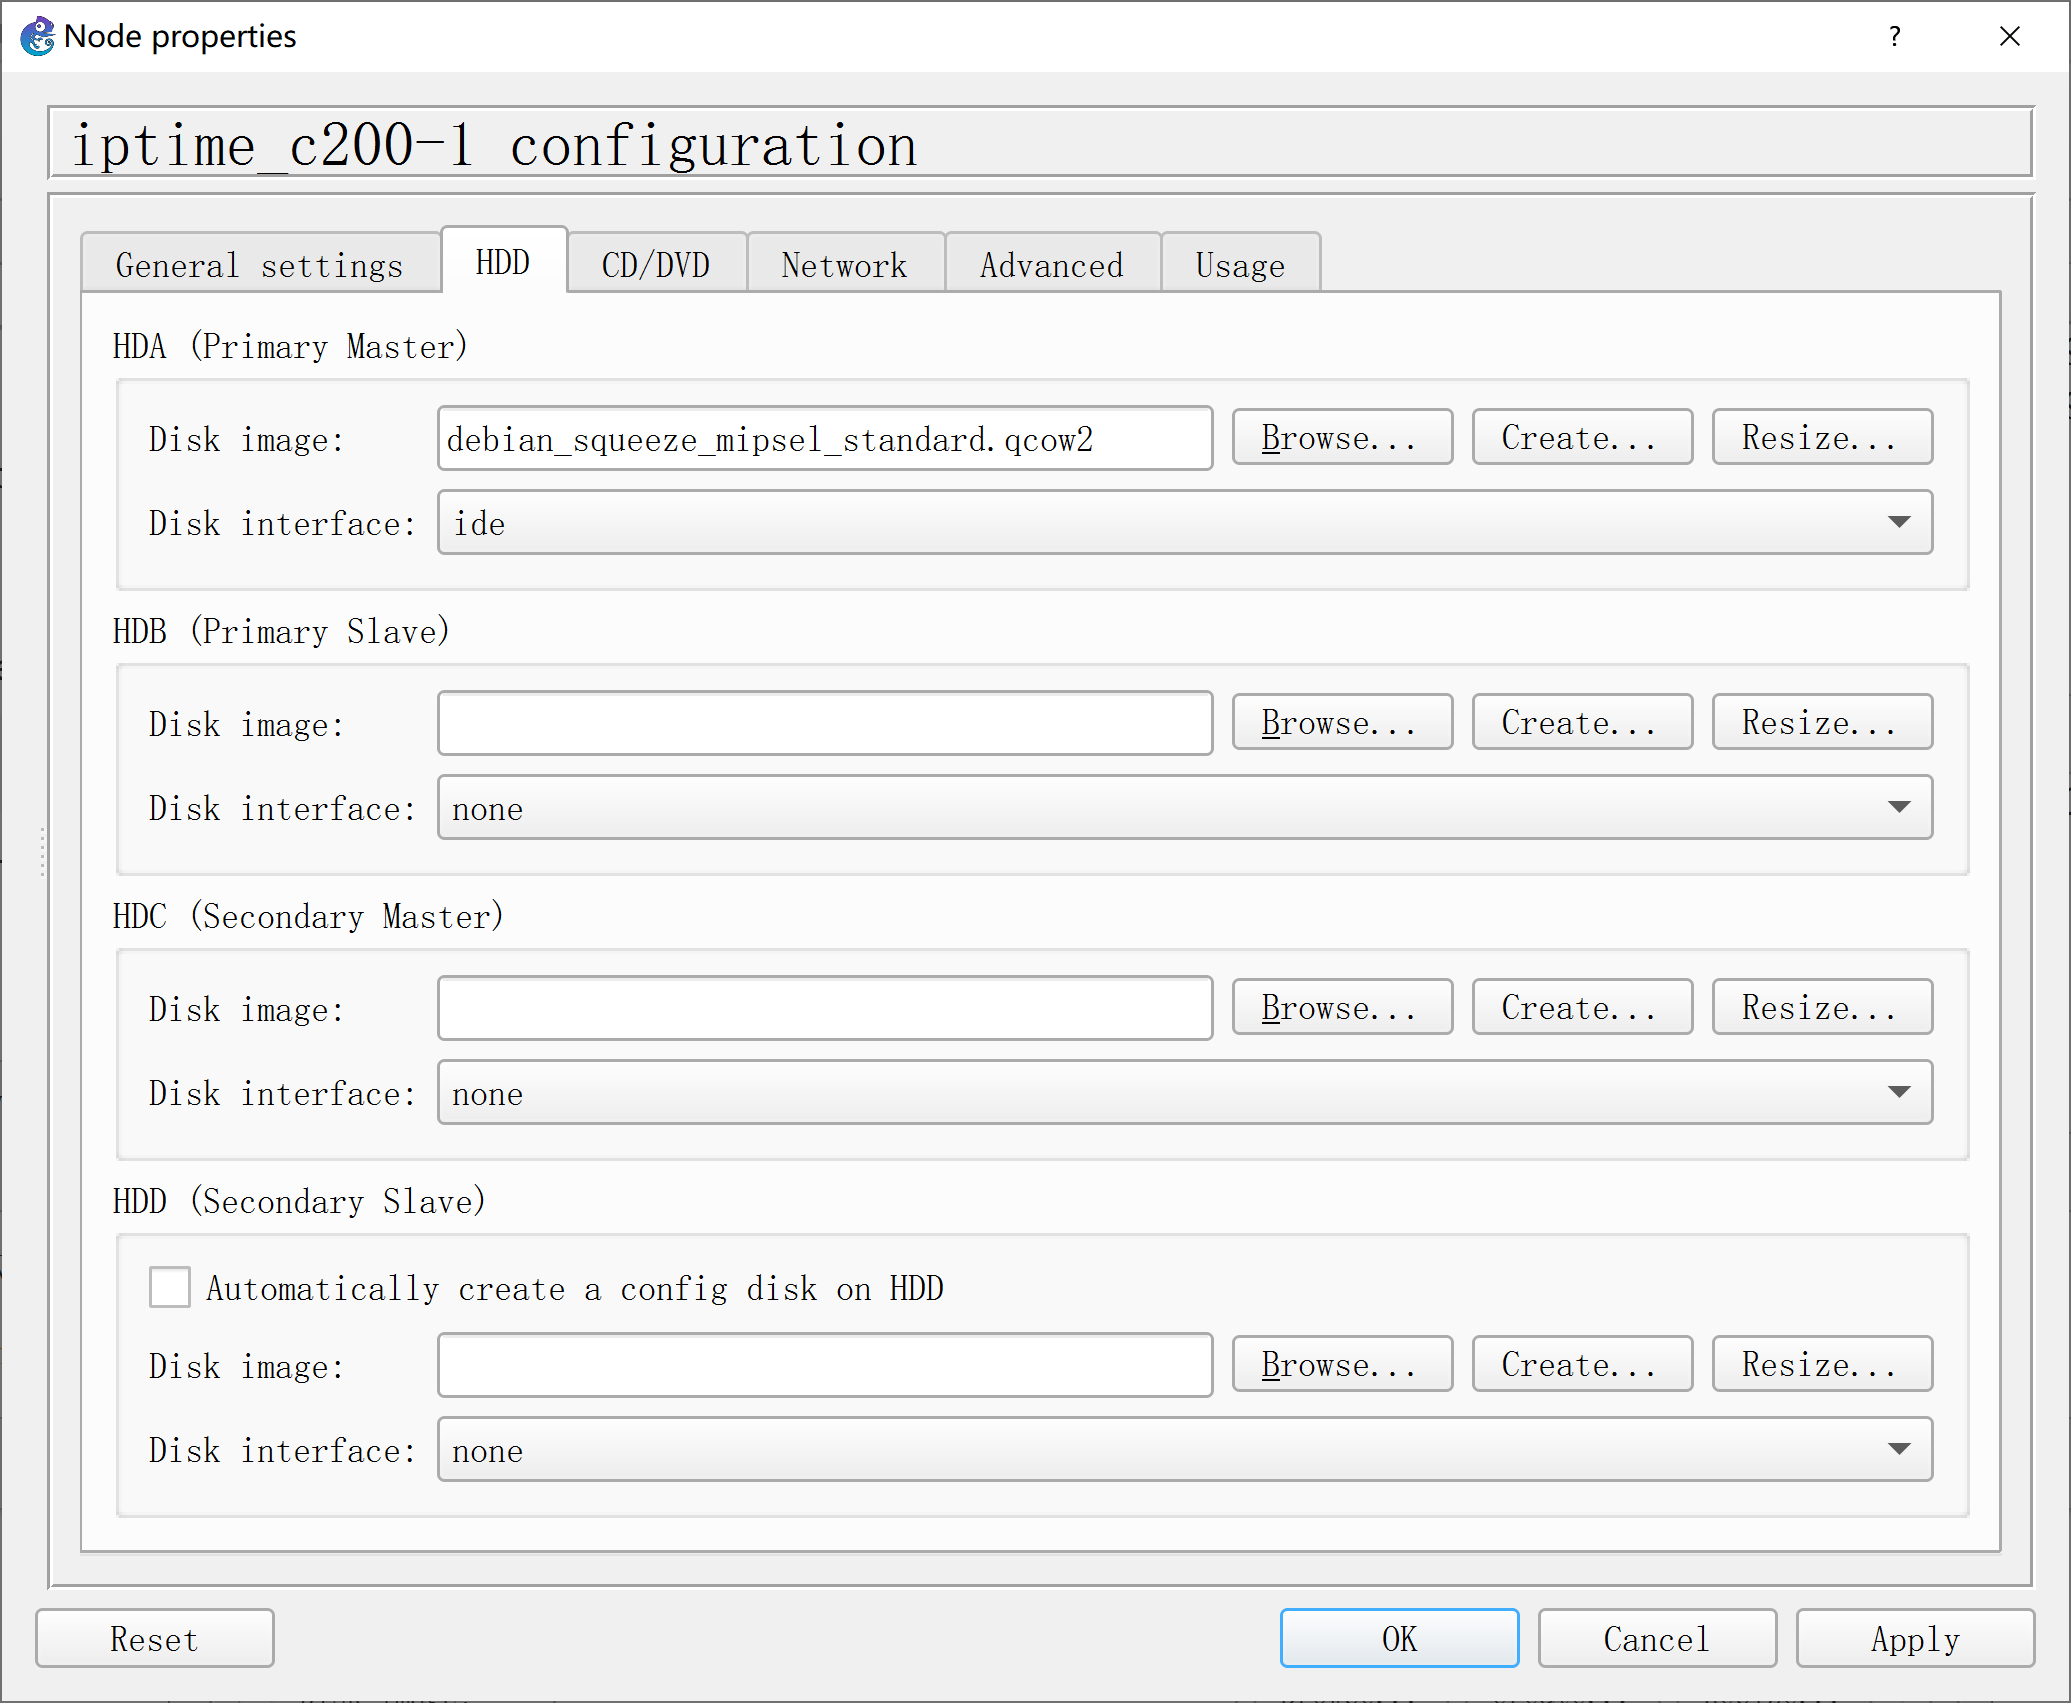 Node properties
?
iptime_c200-1 configuration
General settings HDD CD/DVD Network Advanced Usage
HDA (Primary Master)
Disk image: debian_squeeze_mipsel_standard.qcow2 Browse... Create... Resize...
Disk interface: ide
HDB (Primary Slave)
Disk image: Browse... Create... Resize...
Disk interface: none
HDC (Secondary Master)
Disk image: Browse... Create... Resize...
Disk interface: none
HDD (Secondary Slave)
Automatically create a config disk on HDD
Disk image: Browse... Create... Resize...
Disk interface: none
Reset OK Cancel Apply